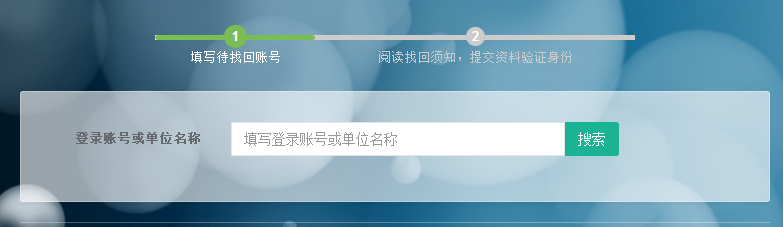 1
2
填写待找回账号
阅读找回须知，提交资料验证身份
登录账号或单位名称
填写登录账号或单位名称
搜索